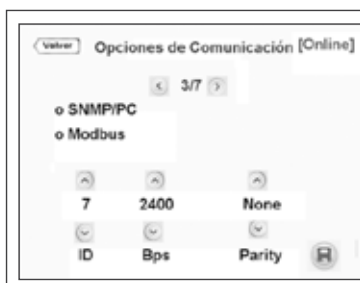 Volver Opciones de Comunicación [Online]
3/7
o SNMP/PC
o Modbus
7 2400 None
ID Bps Parity